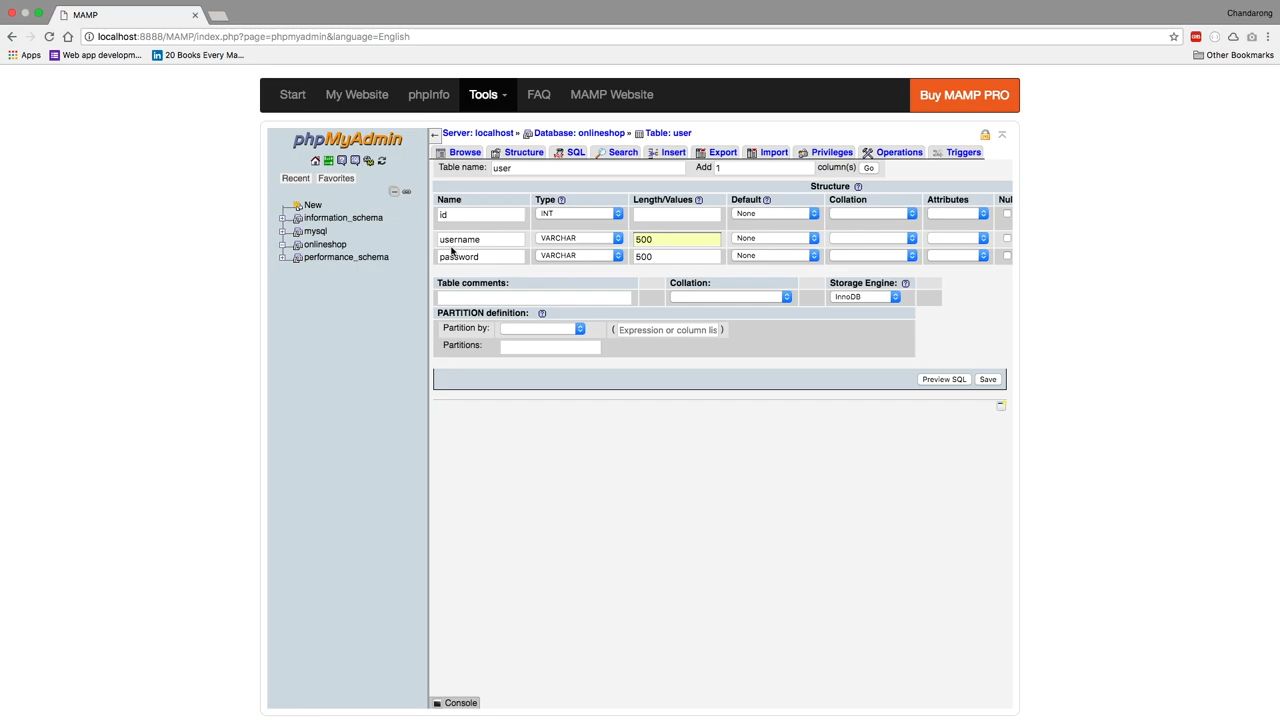 MAMP
Chandarong
localhost:8888/MAMP/index.php?page=phpmyadmin&language=English
Apps Web app developm... 20 Books Every Ma... Other Bookmarks
Start My Website phpInfo Tools FAQ MAMP Website Buy MAMP PRO
phpMyAdmin
Recent Favorites
New
information_schema
mysql
onlineshop
performance_schema
Server: localhost » Database: onlineshop » Table: user
Browse Structure SQL Search Insert Export Import Privileges Operations Triggers
Table name: user Add 1 column(s) Go
Structure
Name Type Length/Values Default Collation Attributes Nul
id INT None
username VARCHAR 500 None
password VARCHAR 500 None
Table comments: Collation: Storage Engine:
InnoDB
PARTITION definition:
Partition by: ( Expression or column lis )
Partitions:
Preview SQL Save
Console